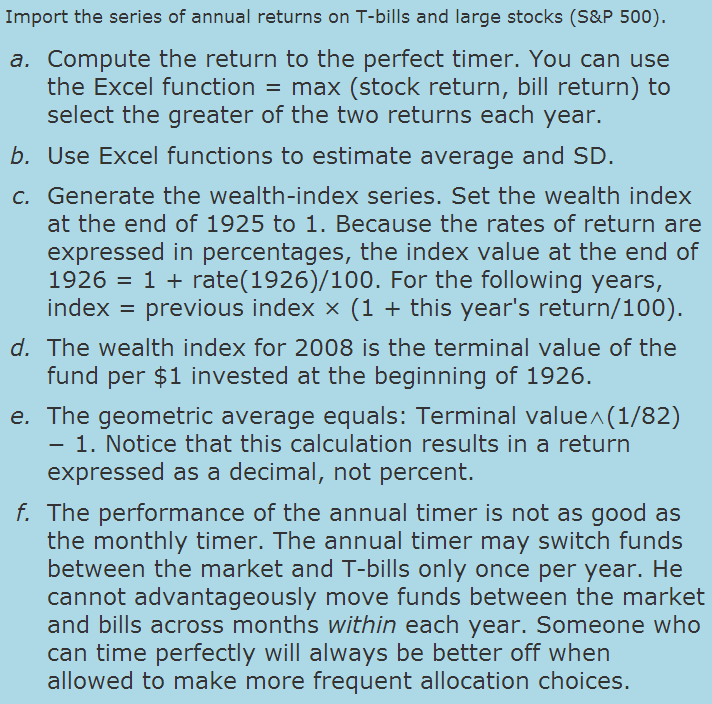 Import the series of annual returns on T-bills and large stocks (S&P 500).
a. Compute the return to the perfect timer. You can use
the Excel function = max (stock return, bill return) to
select the greater of the two returns each year.
b. Use Excel functions to estimate average and SD.
c. Generate the wealth-index series. Set the wealth index
at the end of 1925 to 1. Because the rates of return are
expressed in percentages, the index value at the end of
1926 = 1 + rate(1926)/100. For the following years,
index = previous index × (1 + this year's return/100).
d. The wealth index for 2008 is the terminal value of the
fund per $1 invested at the beginning of 1926.
e. The geometric average equals: Terminal value∧(1/82)
− 1. Notice that this calculation results in a return
expressed as a decimal, not percent.
f. The performance of the annual timer is not as good as
the monthly timer. The annual timer may switch funds
between the market and T-bills only once per year. He
cannot advantageously move funds between the market
and bills across months within each year. Someone who
can time perfectly will always be better off when
allowed to make more frequent allocation choices.